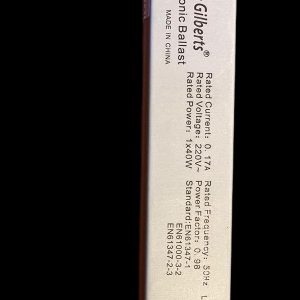 Gilberts®
onic Ballast
MADE IN CHINA
Rated Current: 0.17A
Rated Voltage: 220V~
Rated Power: 1x40W
Rated Frequency: 50Hz
Power Factor: 0.98
Standard:EN61347-1
EN61000-3-2
EN61347-2-3
L